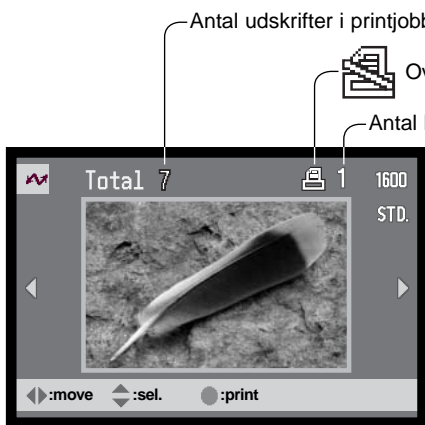 Antal udskrifter i printjobb
Ov
Antal
Total 7 1 1600
STD.
:move :sel. :print